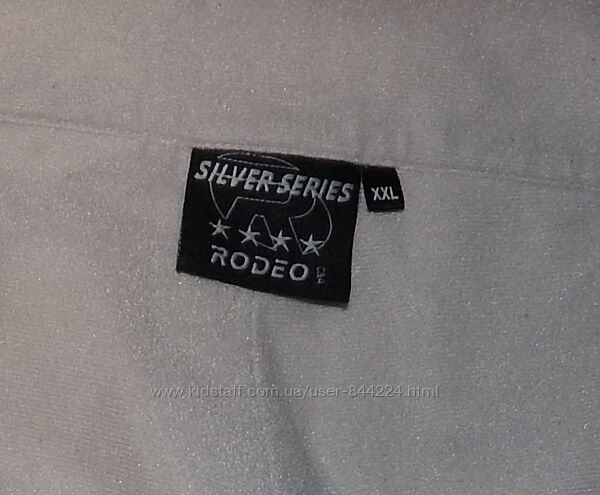 SILVER SERIES
XXL
RODEO
www.kidstaff.com.ua/user-844224.html